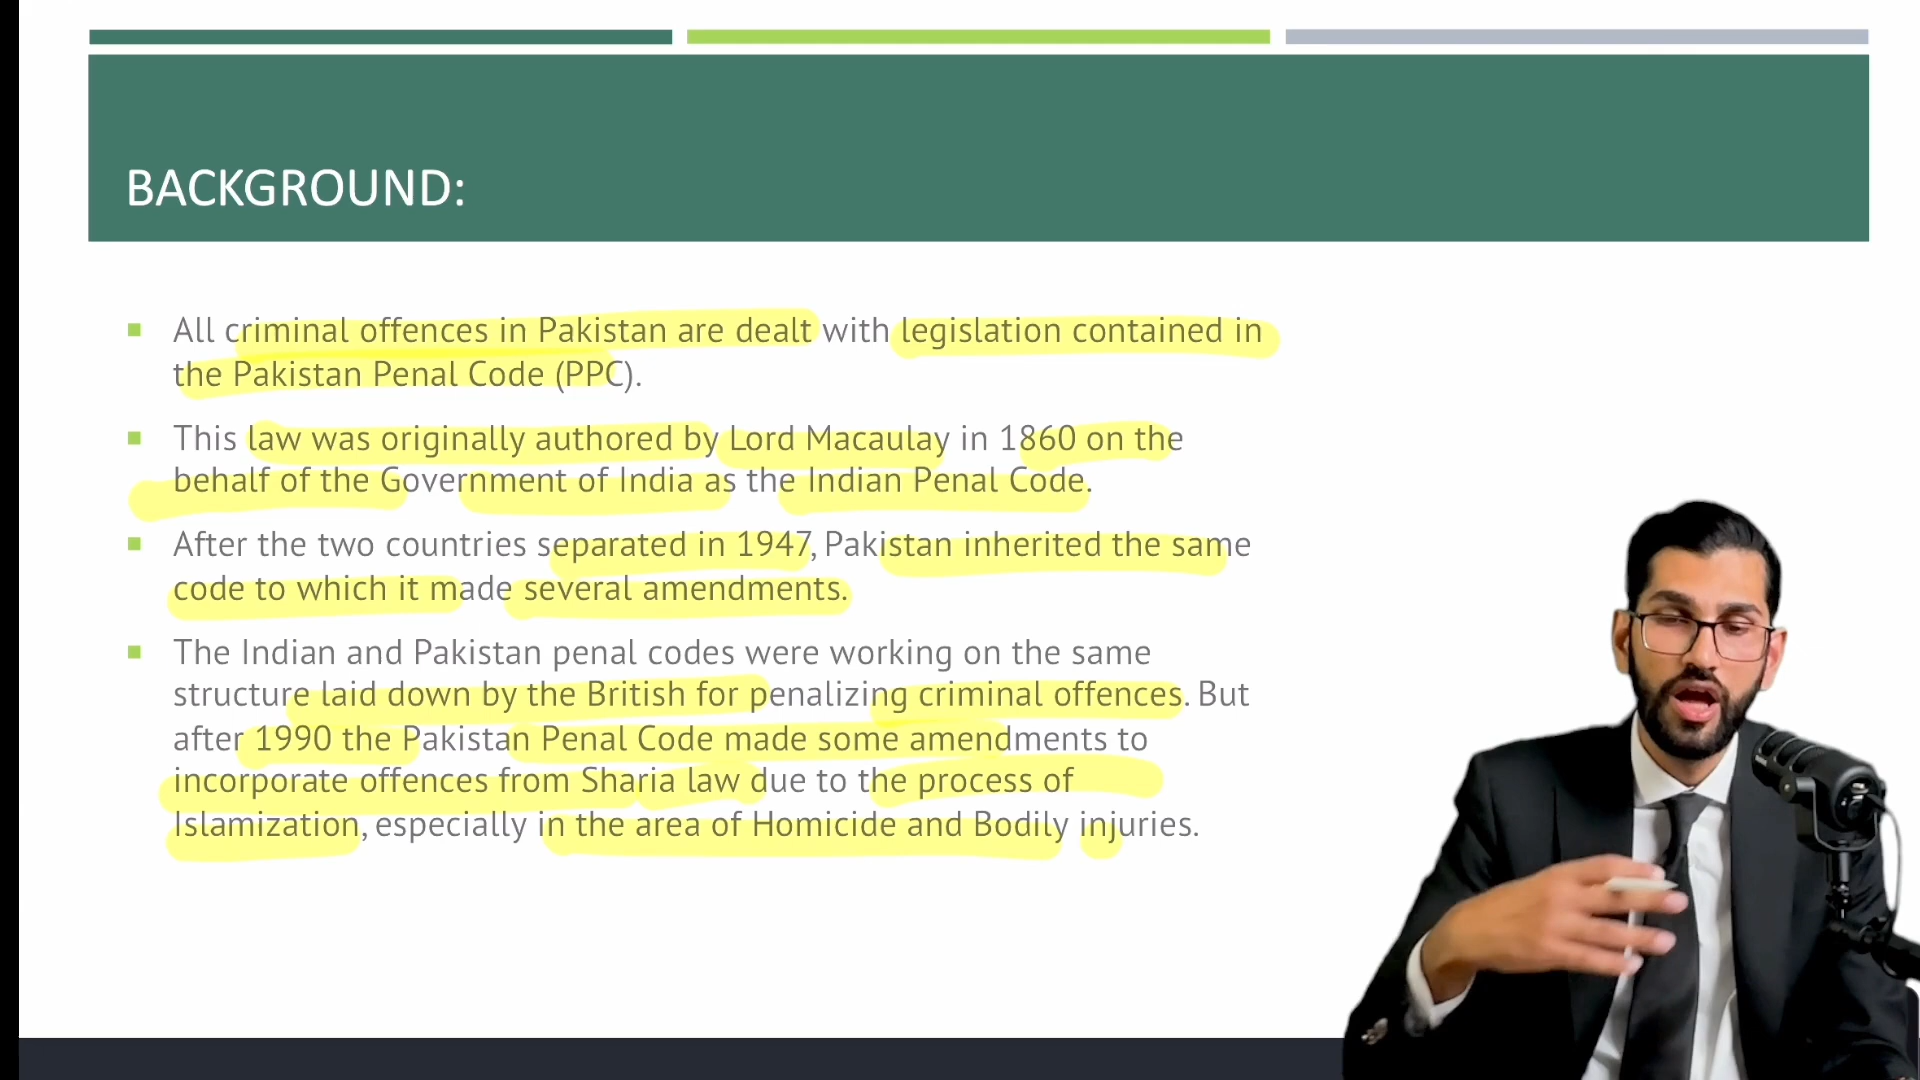 BACKGROUND:
All criminal offences in Pakistan are dealt with legislation contained in
the Pakistan Penal Code (PPC).
This law was originally authored by Lord Macaulay in 1860 on the
behalf of the Government of India as the Indian Penal Code.
After the two countries separated in 1947, Pakistan inherited the same
code to which it made several amendments.
The Indian and Pakistan penal codes were working on the same
structure laid down by the British for penalizing criminal offences. But
after 1990 the Pakistan Penal Code made some amendments to
incorporate offences from Sharia law due to the process of
Islamization, especially in the area of Homicide and Bodily injuries.